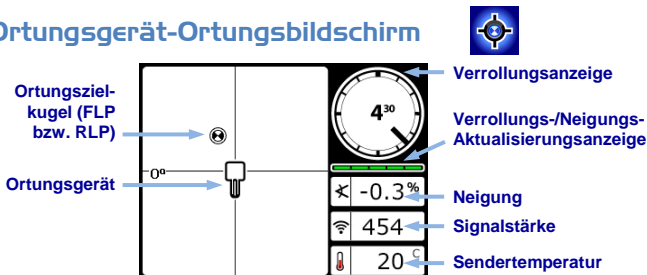 Ortungsgerät-Ortungsbildschirm
Ortungsziel-
kugel (FLP
bzw. RLP)
Ortungsgerät
0°
4³⁰
-0.3%
454
20 C
Verrollungsanzeige
Verrollungs-/Neigungs-
Aktualisierungsanzeige
Neigung
Signalstärke
Sendertemperatur